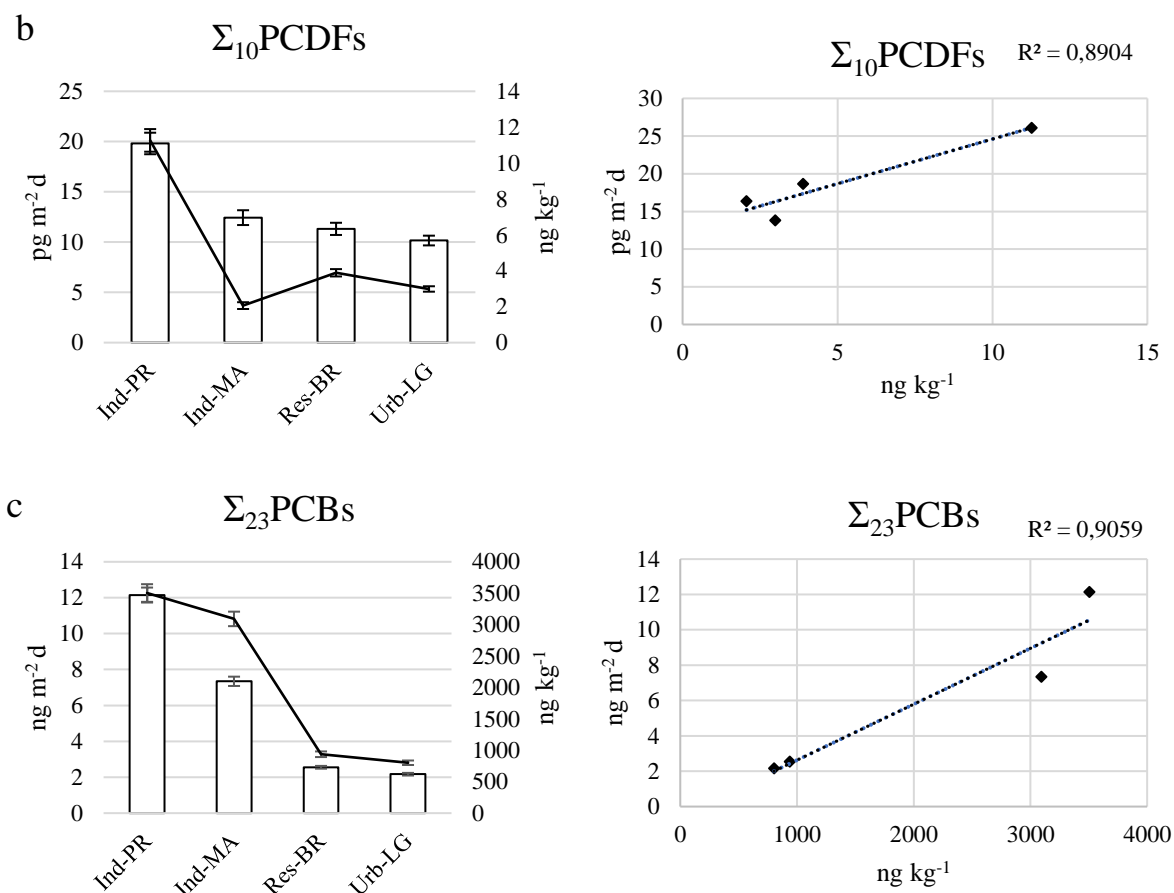 b
Σ₁₀PCDFs
25
20
15
10
5
0
pg m⁻² d
14
12
10
8
6
4
2
0
ng kg⁻¹
Ind-PR
Ind-MA
Res-BR
Urb-LG
Σ₁₀PCDFs
R² = 0,8904
30
25
20
15
10
5
0
pg m⁻² d
0 5 10 15
ng kg⁻¹
c
Σ₂₃PCBs
14
12
10
8
6
4
2
0
ng m⁻² d
4000
3500
3000
2500
2000
1500
1000
500
0
ng kg⁻¹
Ind-PR
Ind-MA
Res-BR
Urb-LG
Σ₂₃PCBs
R² = 0,9059
14
12
10
8
6
4
2
0
ng m⁻² d
0 1000 2000 3000 4000
ng kg⁻¹